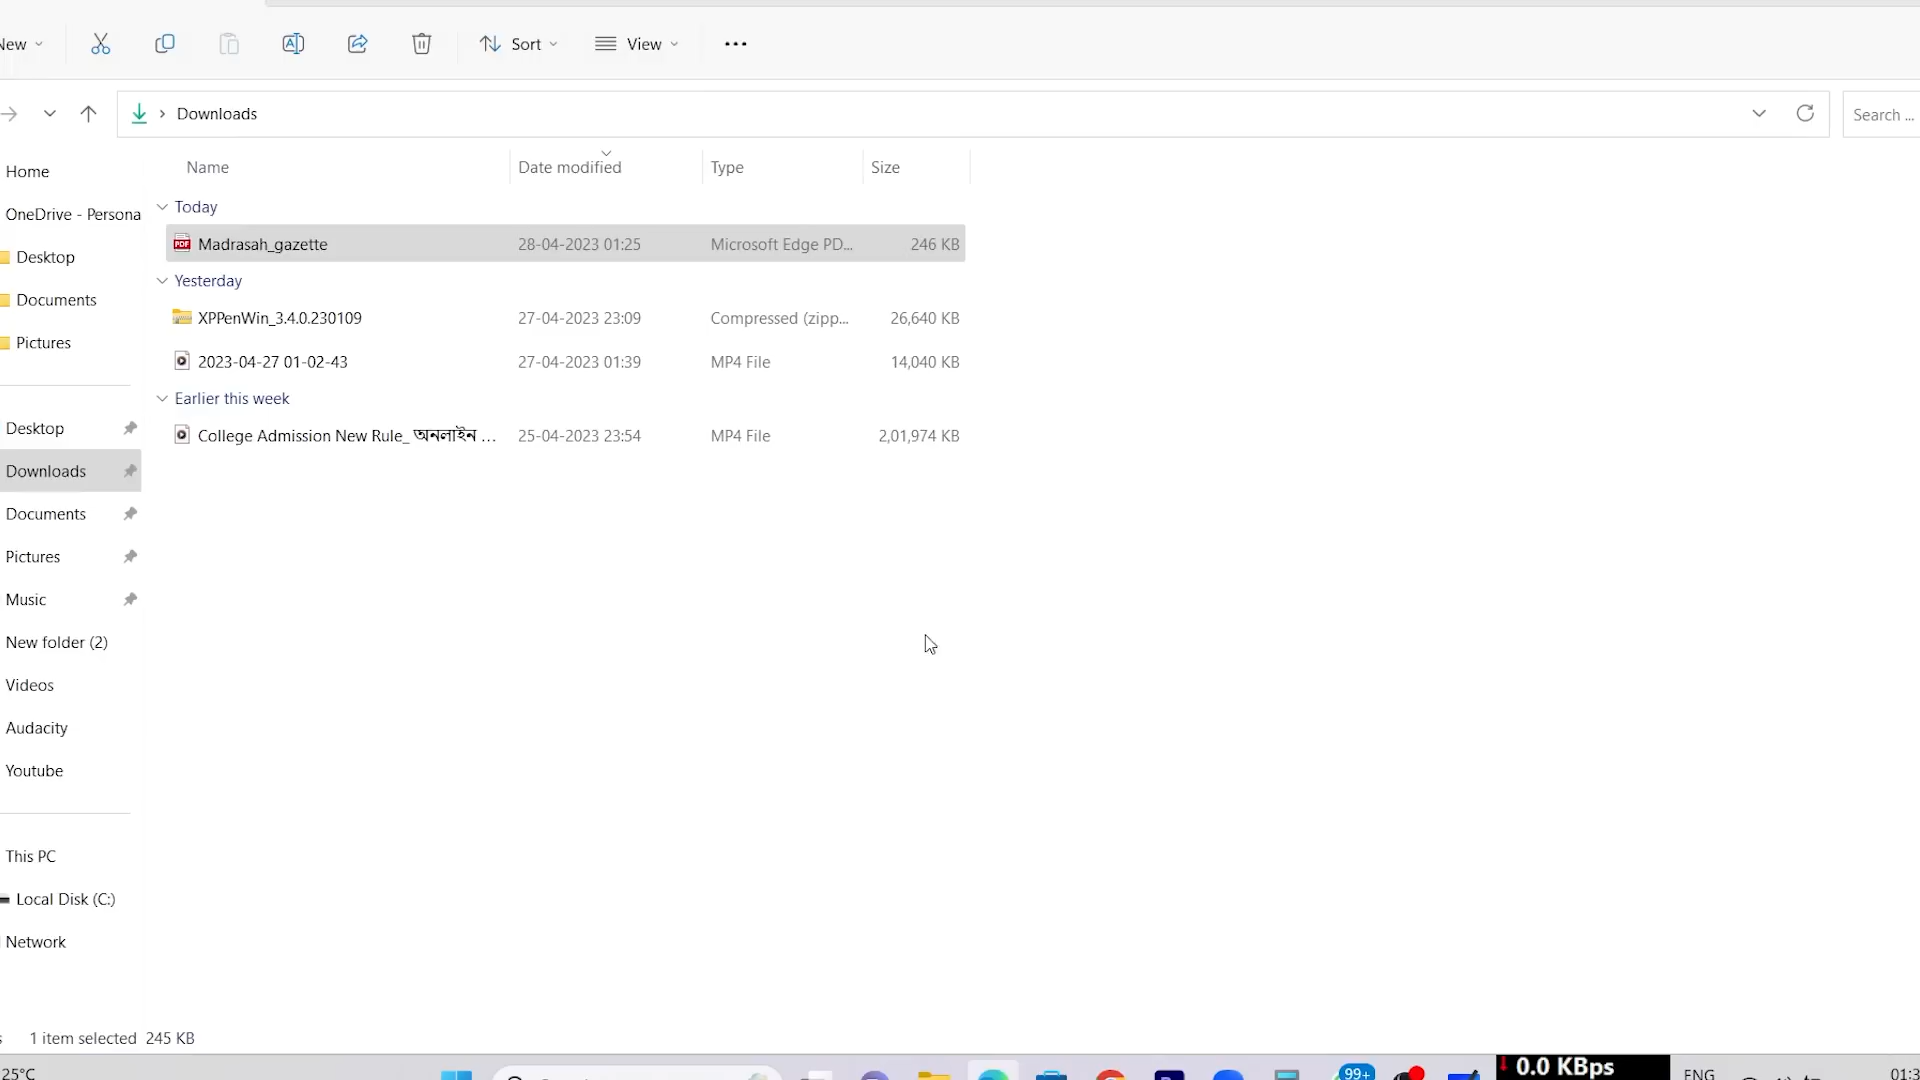 Sort
View
Downloads
Search ...
Name Date modified Type Size
Today
Madrasah_gazette 28-04-2023 01:25 Microsoft Edge PD... 246 KB
Yesterday
XPPenWin_3.4.0.230109 27-04-2023 23:09 Compressed (zipp... 26,640 KB
2023-04-27 01-02-43 27-04-2023 01:39 MP4 File 14,040 KB
Earlier this week
College Admission New Rule_ অনলাইন ... 25-04-2023 23:54 MP4 File 2,01,974 KB
Home
OneDrive - Persona
Desktop
Documents
Pictures
Desktop
Downloads
Documents
Pictures
Music
New folder (2)
Videos
Audacity
Youtube
This PC
Local Disk (C:)
Network
1 item selected 245 KB
25°C
99+
0.0 KBps
ENG